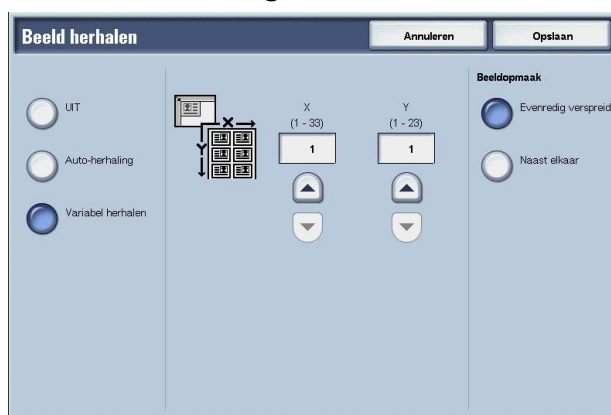 Beeld herhalen
Annuleren
Opslaan
UIT
Auto-herhaling
Variabel herhalen
X
Y
X
(1 - 33)
1
Y
(1 - 23)
1
Beeldopmaak
Evenredig verspreid
Naast elkaar